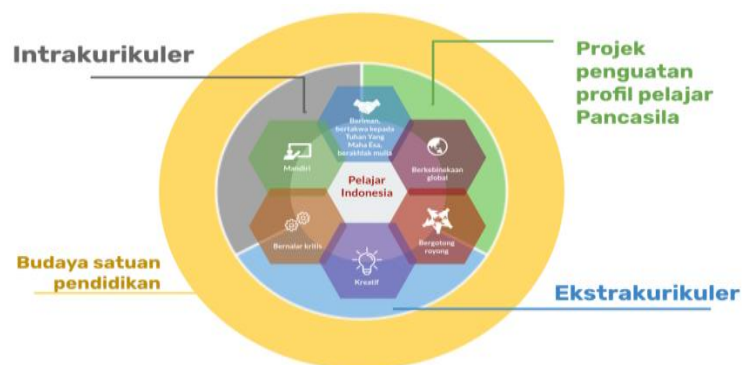 Intrakurikuler
Projek
penguatan
profil pelajar
Pancasila
Beriman,
bertakwa kepada
Tuhan Yang
Maha Esa,
berakhlak mulia
Mandiri
Berkebinekaan
global
Pelajar
Indonesia
Bernalar kritis
Bergotong
royong
Kreatif
Budaya satuan
pendidikan
Ekstrakurikuler